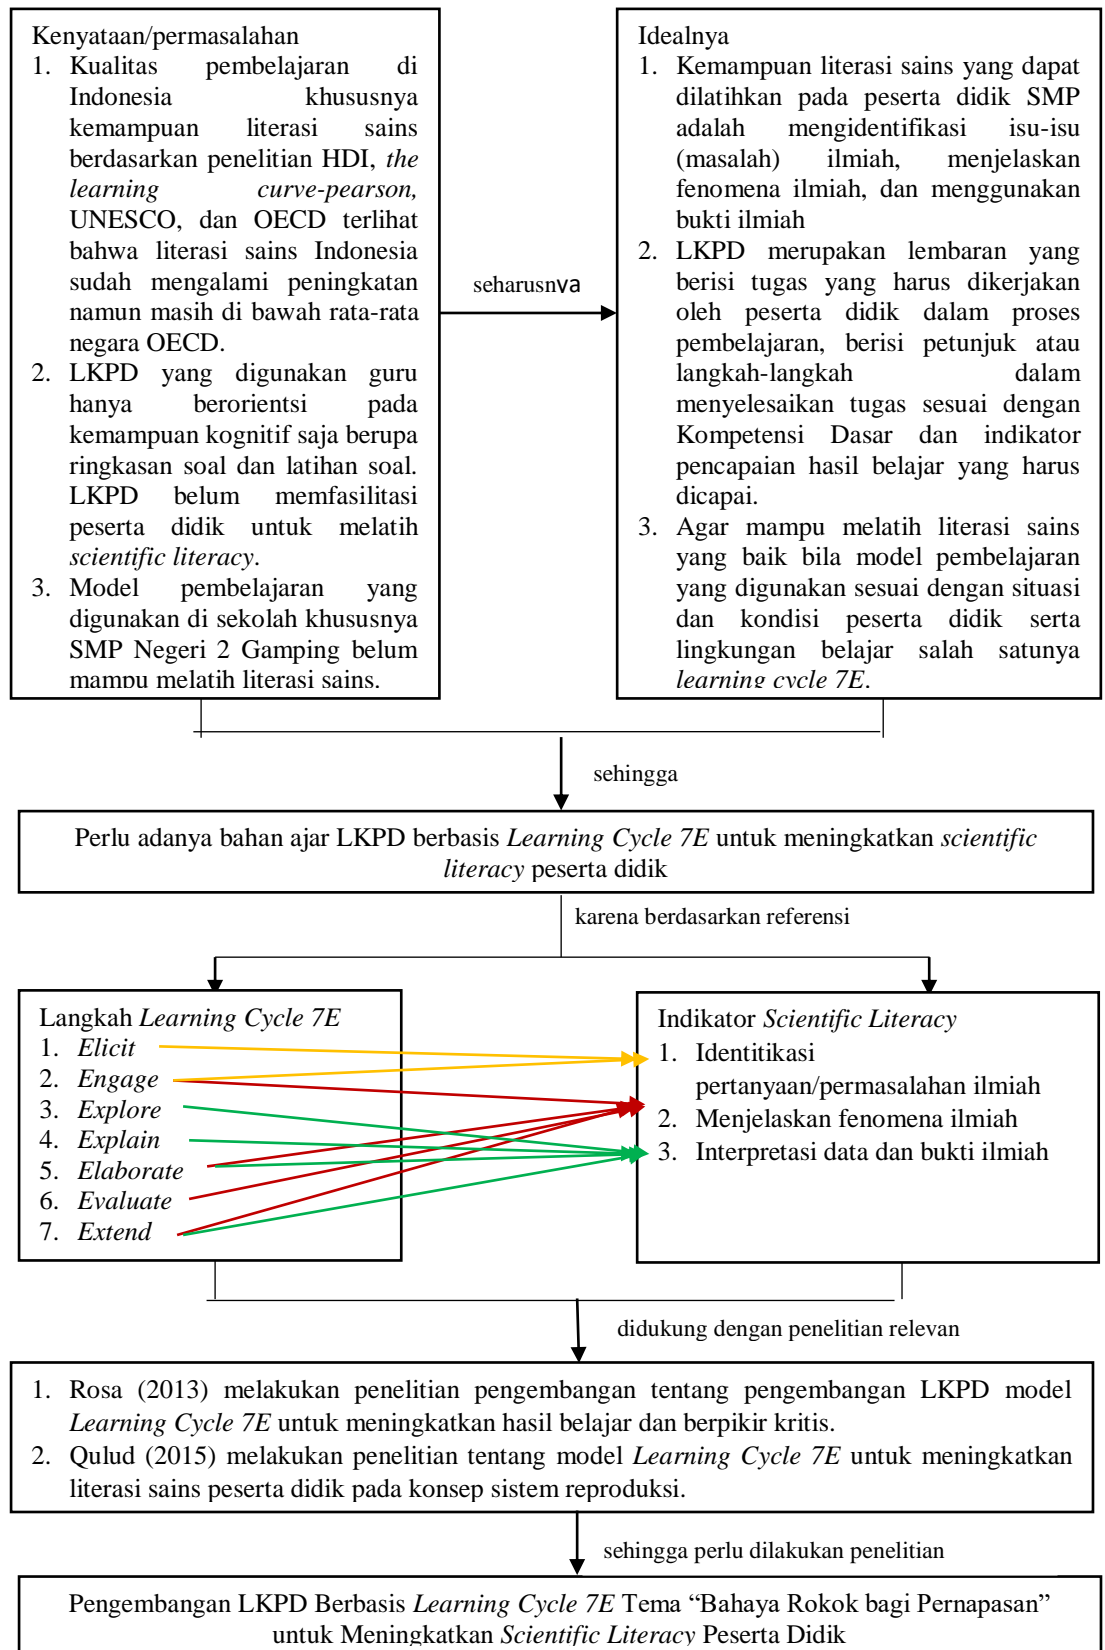 Kenyataan/permasalahan
1. Kualitas pembelajaran di
Indonesia khususnya
kemampuan literasi sains
berdasarkan penelitian HDI, the
learning curve-pearson,
UNESCO, dan OECD terlihat
bahwa literasi sains Indonesia
sudah mengalami peningkatan
namun masih di bawah rata-rata
negara OECD.
2. LKPD yang digunakan guru
hanya berorientsi pada
kemampuan kognitif saja berupa
ringkasan soal dan latihan soal.
LKPD belum memfasilitasi
peserta didik untuk melatih
scientific literacy.
3. Model pembelajaran yang
digunakan di sekolah khususnya
SMP Negeri 2 Gamping belum
mampu melatih literasi sains.
seharusnya
Idealnya
1. Kemampuan literasi sains yang dapat
dilatihkan pada peserta didik SMP
adalah mengidentifikasi isu-isu
(masalah) ilmiah, menjelaskan
fenomena ilmiah, dan menggunakan
bukti ilmiah
2. LKPD merupakan lembaran yang
berisi tugas yang harus dikerjakan
oleh peserta didik dalam proses
pembelajaran, berisi petunjuk atau
langkah-langkah dalam
menyelesaikan tugas sesuai dengan
Kompetensi Dasar dan indikator
pencapaian hasil belajar yang harus
dicapai.
3. Agar mampu melatih literasi sains
yang baik bila model pembelajaran
yang digunakan sesuai dengan situasi
dan kondisi peserta didik serta
lingkungan belajar salah satunya
learning cycle 7E.
sehingga
Perlu adanya bahan ajar LKPD berbasis Learning Cycle 7E untuk meningkatkan scientific
literacy peserta didik
karena berdasarkan referensi
Langkah Learning Cycle 7E
1. Elicit
2. Engage
3. Explore
4. Explain
5. Elaborate
6. Evaluate
7. Extend
Indikator Scientific Literacy
1. Identitikasi
pertanyaan/permasalahan ilmiah
2. Menjelaskan fenomena ilmiah
3. Interpretasi data dan bukti ilmiah
didukung dengan penelitian relevan
1. Rosa (2013) melakukan penelitian pengembangan tentang pengembangan LKPD model
Learning Cycle 7E untuk meningkatkan hasil belajar dan berpikir kritis.
2. Qulud (2015) melakukan penelitian tentang model Learning Cycle 7E untuk meningkatkan
literasi sains peserta didik pada konsep sistem reproduksi.
sehingga perlu dilakukan penelitian
Pengembangan LKPD Berbasis Learning Cycle 7E Tema “Bahaya Rokok bagi Pernapasan”
untuk Meningkatkan Scientific Literacy Peserta Didik